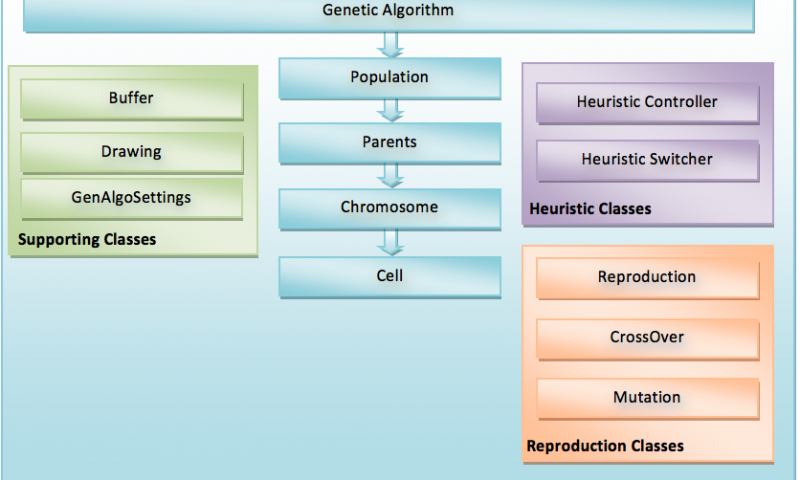 Genetic Algorithm
Population
Parents
Chromosome
Cell
Buffer
Drawing
GenAlgoSettings
Supporting Classes
Heuristic Controller
Heuristic Switcher
Heuristic Classes
Reproduction
CrossOver
Mutation
Reproduction Classes